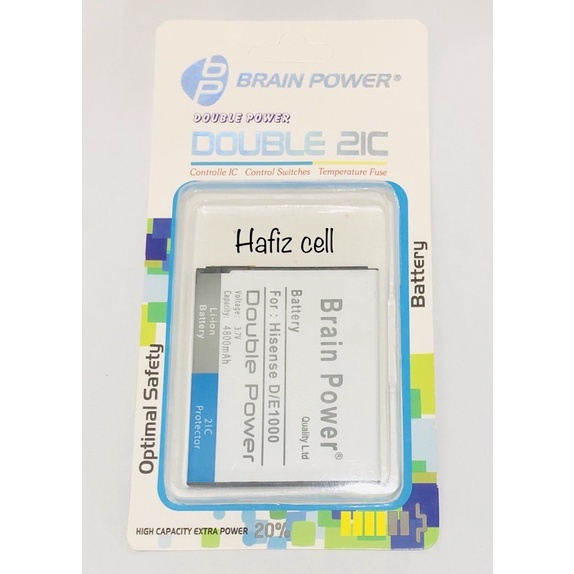 bp BRAIN POWER®
DOUBLE POWER
DOUBLE 2IC
Controlle IC Control Switches Temperature Fuse
Hafiz cell
Brain Power®
Quality L.td
Battery
For : Hisense D/E1000
Double Power
Voltage: 3.7V
Capacity: 4800mAh
Li-ion
Battery
2IC
Protector
Optimal Safety
Battery
HIGH CAPACITY EXTRA POWER 20%